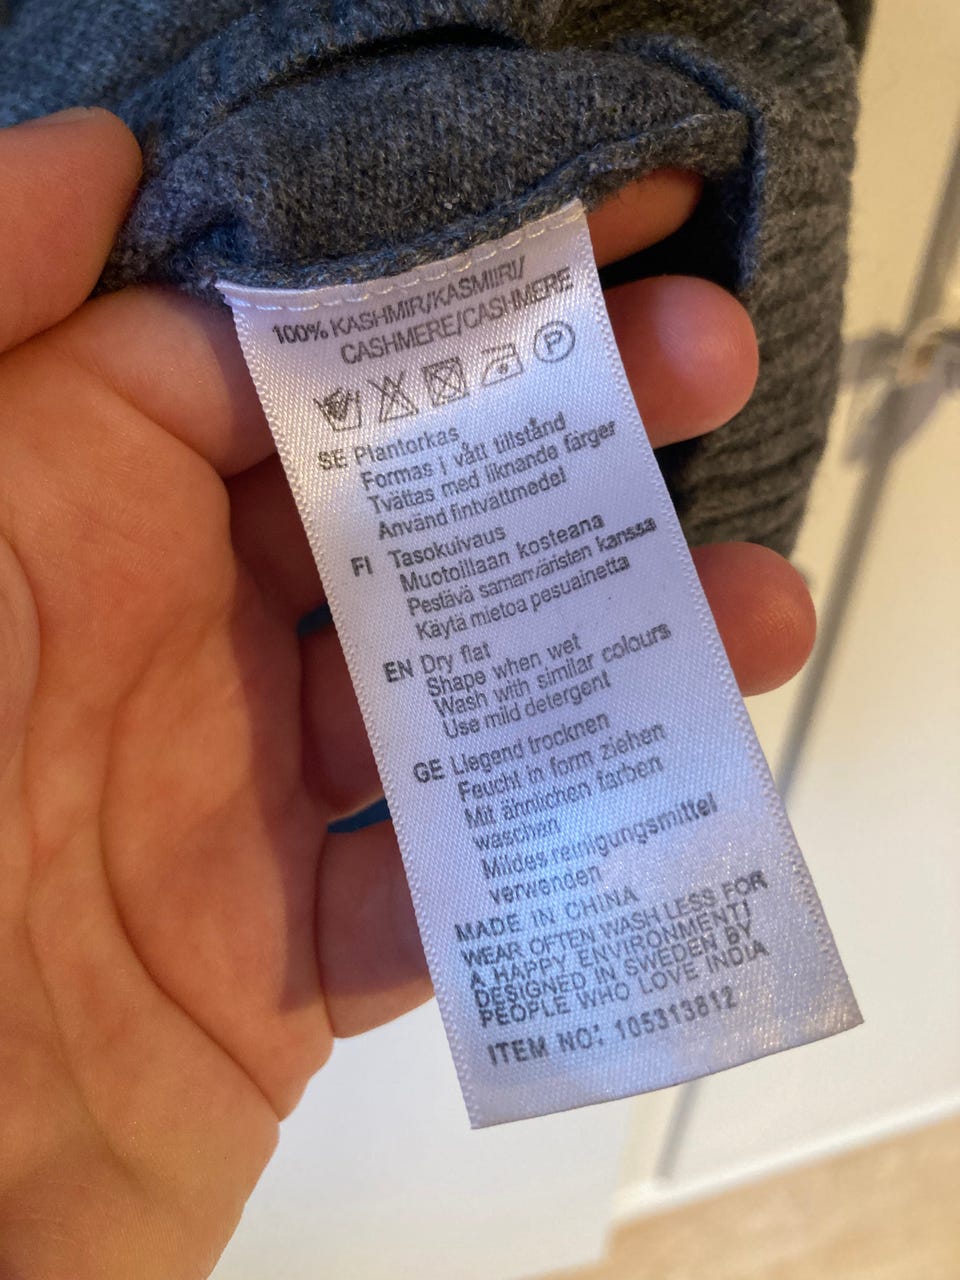 100% KASHMIR/KASMIIRI/
CASHMERE/CASHMERE
P
SE Plantorkas
Formas i vått tillstånd
Tvättas med liknande färger
Använd fintvättmedel
FI Tasokuivaus
Muotoillaan kosteana
Pestävä samanväristen kanssa
Käytä mietoa pesuainetta
EN Dry flat
Shape when wet
Wash with similar colours
Use mild detergent
GE Liegend trocknen
Feucht in form ziehen
Mit ähnlichen farben
waschen
Mildes reinigungsmittel
verwenden
MADE IN CHINA
WEAR OFTEN WASH LESS FOR
A HAPPY ENVIRONMENT!
DESIGNED IN SWEDEN BY
PEOPLE WHO LOVE INDIA
ITEM NO: 105313812